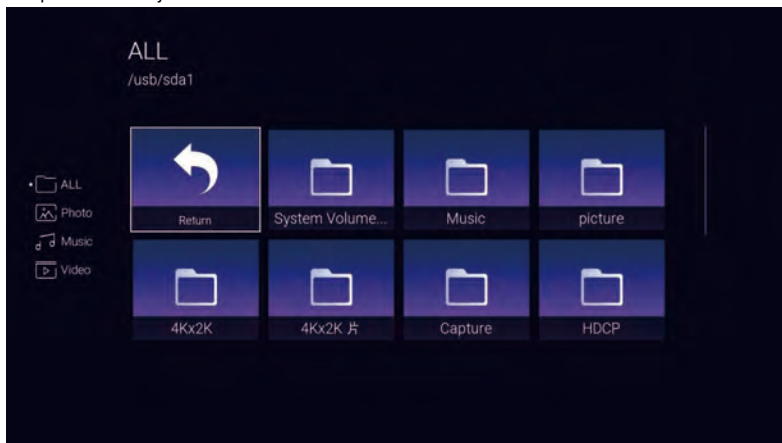 ALL
/usb/sda1
ALL
Photo
Music
Video
Return
System Volume...
Music
picture
4Kx2K
4Kx2K 片
Capture
HDCP